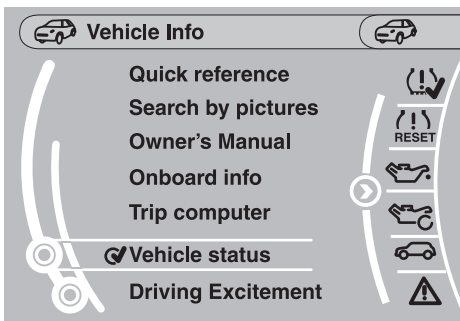 Vehicle Info
Quick reference
Search by pictures
Owner's Manual
Onboard info
Trip computer
Vehicle status
Driving Excitement
RESET